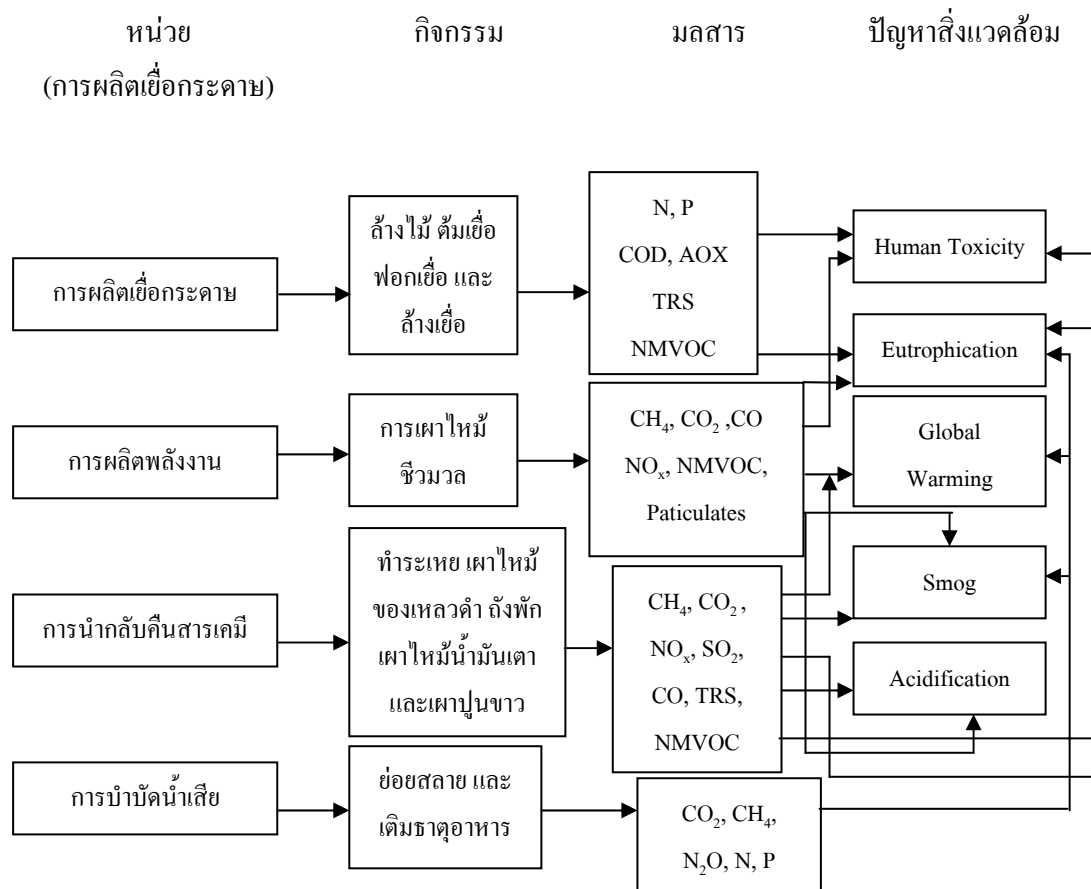 หน่วย
(การผลิตเยื่อกระดาษ)
กิจกรรม
มลสาร
ปัญหาสิ่งแวดล้อม
การผลิตเยื่อกระดาษ
ล้างไม้ ต้มเยื่อ
ฟอกเยื่อ และ
ล้างเยื่อ
N, P
COD, AOX
TRS
NMVOC
Human Toxicity
Eutrophication
การผลิตพลังงาน
การเผาไหม้
ชีวมวล
CH₄, CO₂ ,CO
NOₓ, NMVOC,
Paticulates
Global
Warming
การนำกลับคืนสารเคมี
ทำระเหย เผาไหม้
ของเหลวดำ ถังพัก
เผาไหม้น้ำมันเตา
และเผาปูนขาว
CH₄, CO₂ ,
NOₓ, SO₂,
CO, TRS,
NMVOC
Smog
Acidification
การบำบัดน้ำเสีย
ย่อยสลาย และ
เติมธาตุอาหาร
CO₂, CH₄,
N₂O, N, P